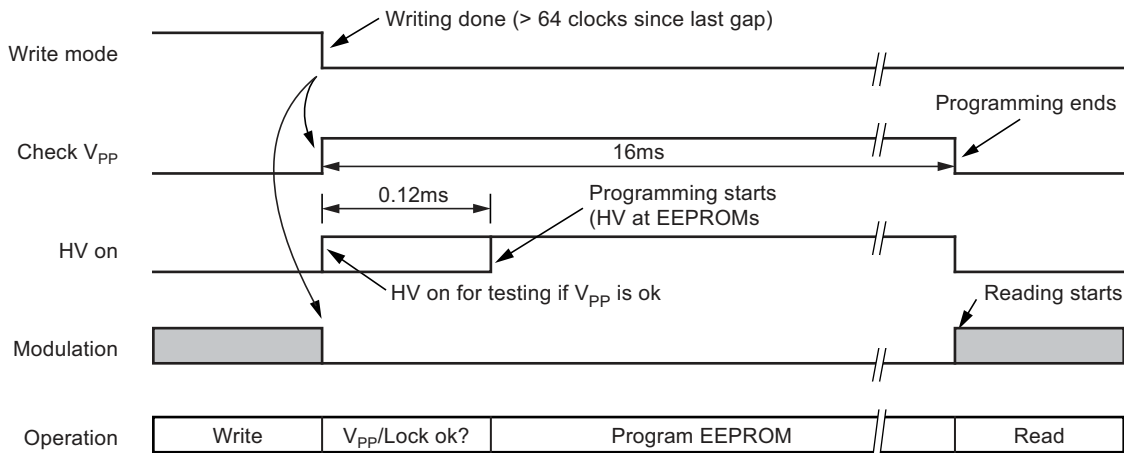 Writing done (> 64 clocks since last gap)
Write mode
Programming ends
Check VPP
16ms
0.12ms
Programming starts
(HV at EEPROMs
HV on
HV on for testing if VPP is ok
Reading starts
Modulation
Operation
Write
VPP/Lock ok?
Program EEPROM
Read